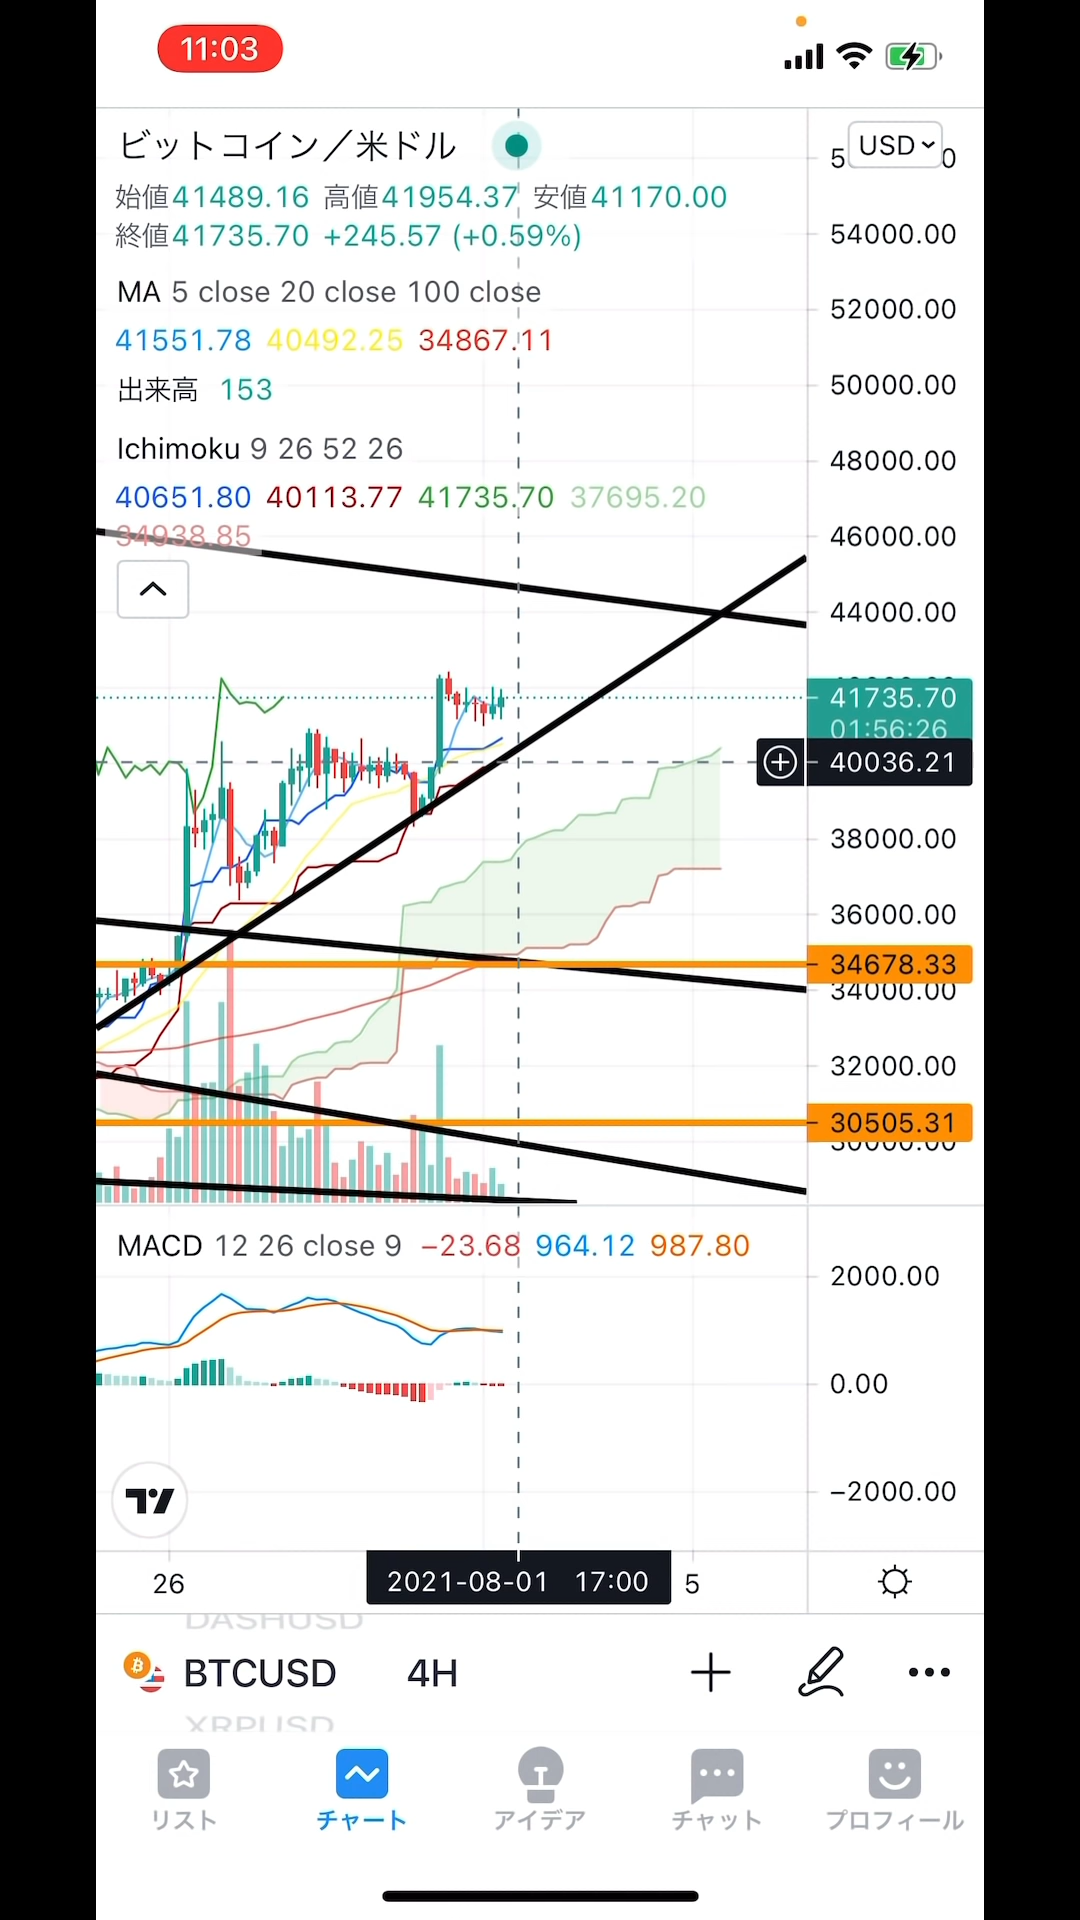 11:03
ビットコイン／米ドル
USD
始値41489.16 高値41954.37 安値41170.00
終値41735.70 +245.57 (+0.59%)
54000.00
MA 5 close 20 close 100 close
52000.00
41551.78 40492.25 34867.11
出来高 153
50000.00
Ichimoku 9 26 52 26
48000.00
40651.80 40113.77 41735.70 37695.20
34938.85
46000.00
44000.00
41735.70
01:56:26
40036.21
38000.00
36000.00
34678.33
34000.00
32000.00
30505.31
30000.00
MACD 12 26 close 9 −23.68 964.12 987.80
2000.00
0.00
−2000.00
26
2021-08-01 17:00
5
DASHUSD
BTCUSD 4H
XRPUSD
リスト
チャート
アイデア
チャット
プロフィール